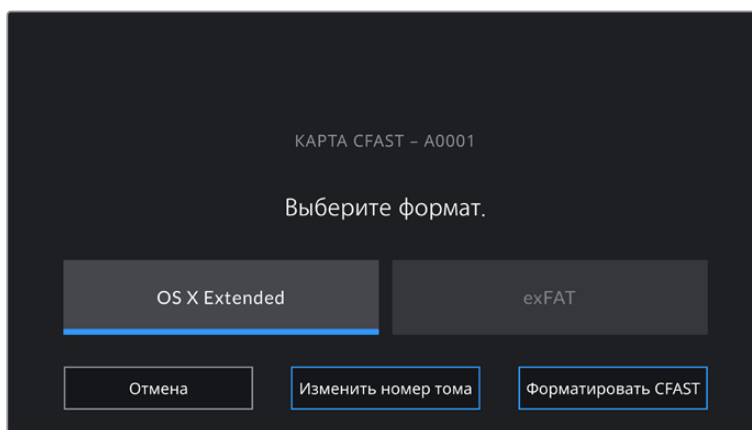 КАРТА CFAST – A0001
Выберите формат.
OS X Extended
exFAT
Отмена
Изменить номер тома
Форматировать CFAST